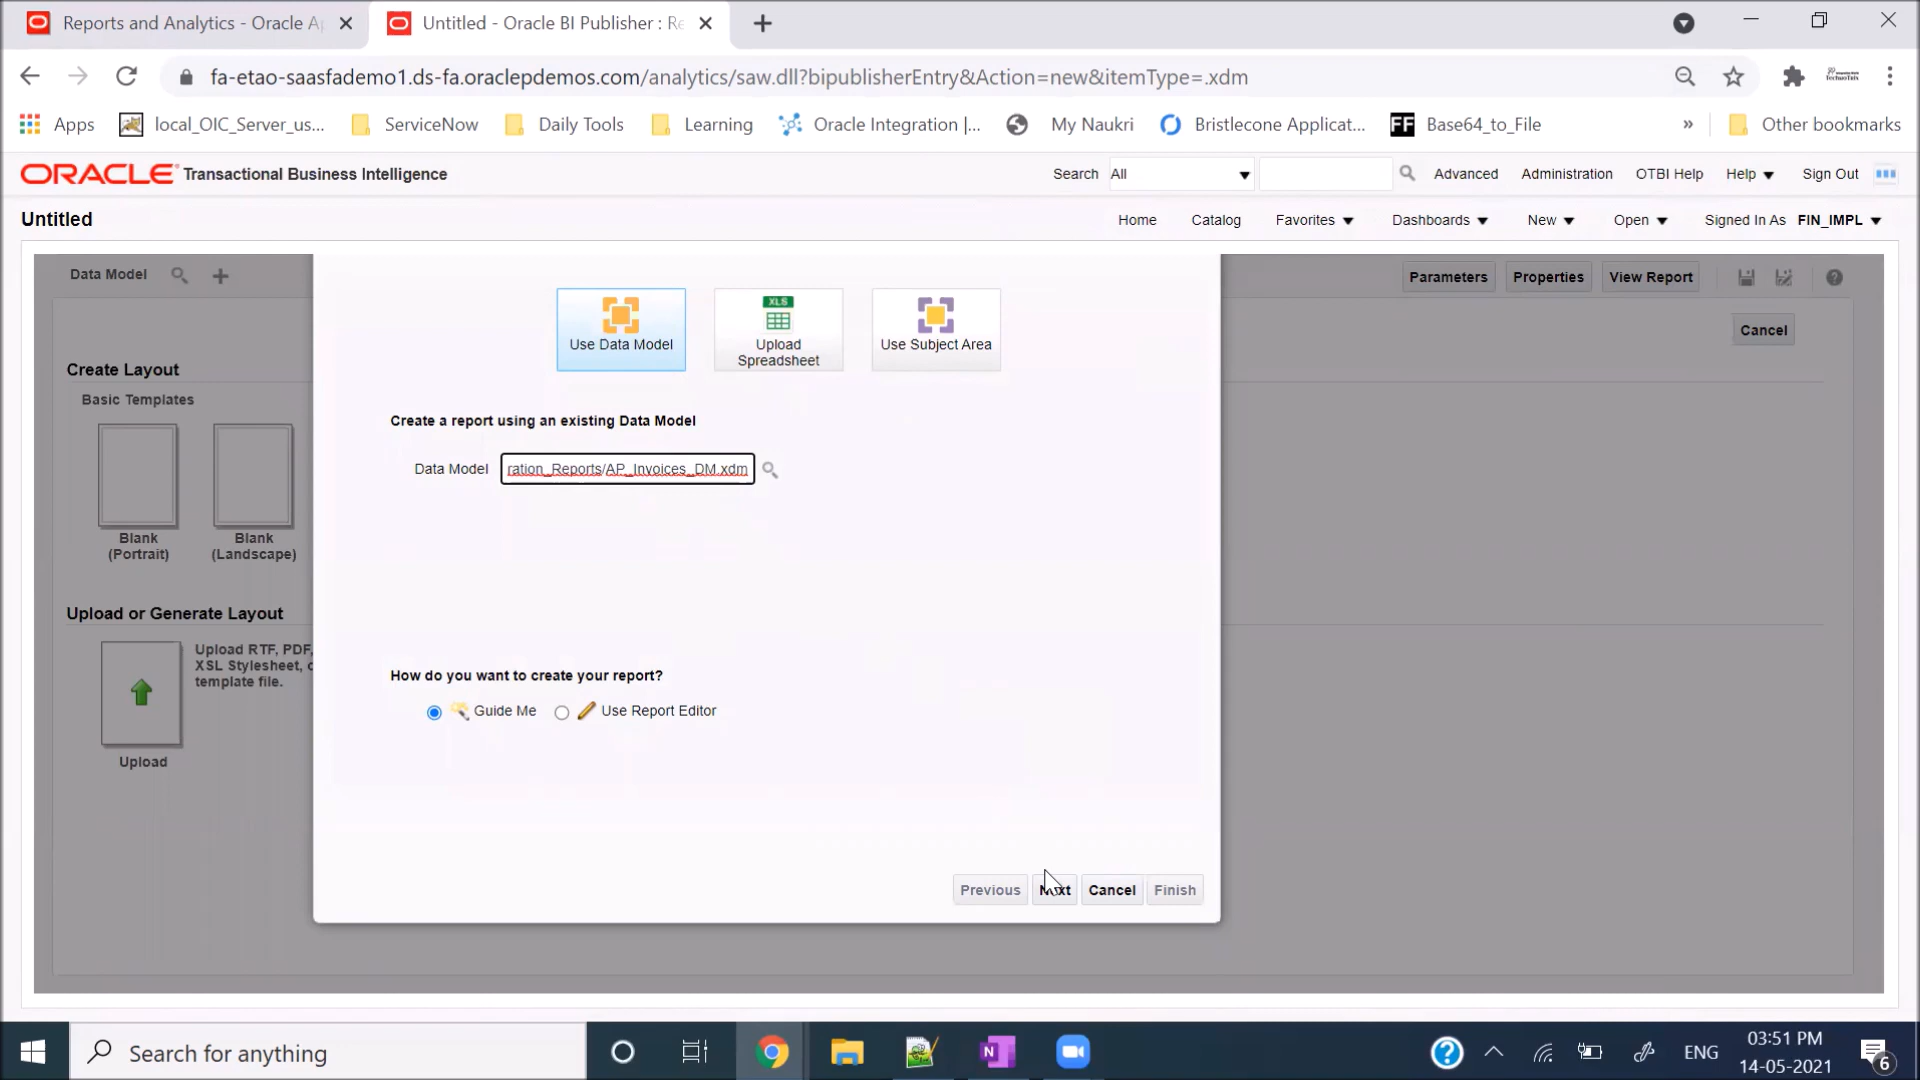 Reports and Analytics - Oracle Ap
Untitled - Oracle BI Publisher : Re
fa-etao-saasfademo1.ds-fa.oraclepdemos.com/analytics/saw.dll?bipublisherEntry&Action=new&itemType=.xdm
Apps
local_OIC_Server_us...
ServiceNow
Daily Tools
Learning
Oracle Integration |...
My Naukri
Bristlecone Applicat...
FF
Base64_to_File
»
Other bookmarks
ORACLE Transactional Business Intelligence
Search All
Advanced
Administration
OTBI Help
Help
Sign Out
Untitled
Home
Catalog
Favorites
Dashboards
New
Open
Signed In As FIN_IMPL
Data Model
Parameters
Properties
View Report
Cancel
Create Layout
Basic Templates
Blank
(Portrait)
Blank
(Landscape)
Upload or Generate Layout
Upload RTF, PDF,
XSL Stylesheet, o
template file.
Upload
Use Data Model
XLS
Upload
Spreadsheet
Use Subject Area
Create a report using an existing Data Model
Data Model ration_Reports/AP_Invoices_DM.xdm
How do you want to create your report?
Guide Me
Use Report Editor
Previous
Next
Cancel
Finish
Search for anything
N
ENG
03:51 PM
14-05-2021
6